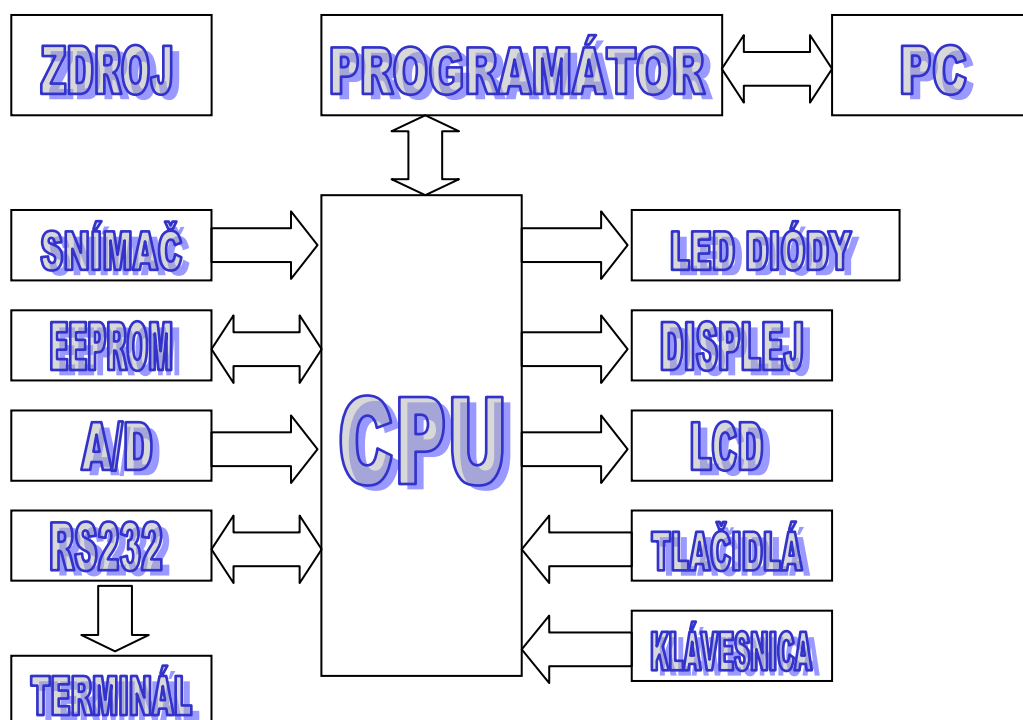 ZDROJ
PROGRAMÁTOR
PC
SNÍMAČ
LED DIÓDY
EEPROM
DISPLEJ
CPU
A/D
LCD
RS232
TLAČIDLÁ
KLÁVESNICA
TERMINÁL